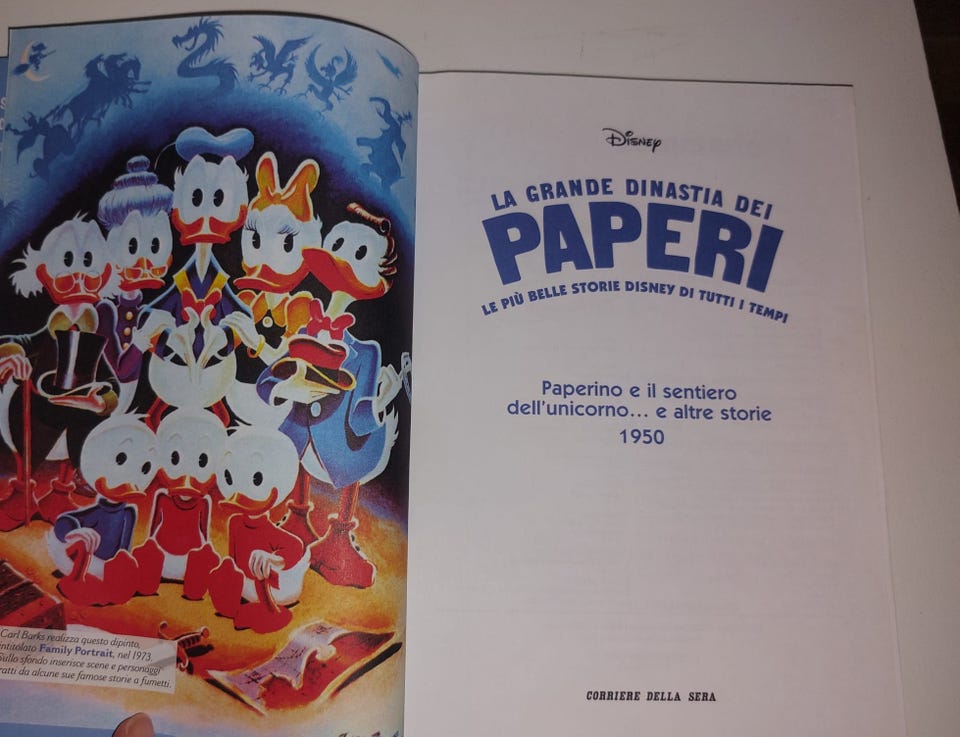 Carl Barks realizza questo dipinto,
intitolato Family Portrait, nel 1973.
Sullo sfondo inserisce scene e personaggi
tratti da alcune sue famose storie a fumetti.
Disney
LA GRANDE DINASTIA DEI
PAPERI
LE PIÙ BELLE STORIE DISNEY DI TUTTI I TEMPI
Paperino e il sentiero
dell'unicorno... e altre storie
1950
CORRIERE DELLA SERA